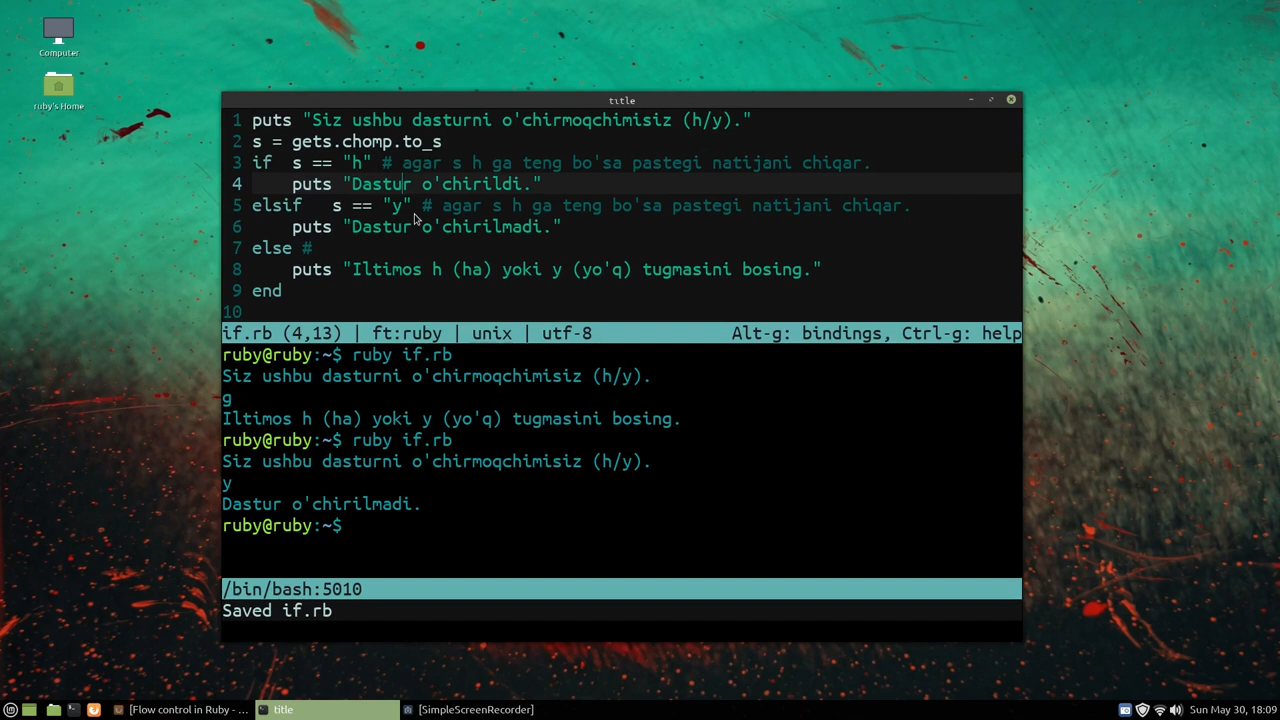 Computer
ruby's Home
title
1 puts "Siz ushbu dasturni o'chirmoqchimisiz (h/y)."
2 s = gets.chomp.to_s
3 if  s == "h" # agar s h ga teng bo'sa pastegi natijani chiqar.
4     puts "Dastur o'chirildi."
5 elsif   s == "y" # agar s h ga teng bo'sa pastegi natijani chiqar.
6     puts "Dastur o'chirilmadi."
7 else #
8     puts "Iltimos h (ha) yoki y (yo'q) tugmasini bosing."
9 end
10
if.rb (4,13) | ft:ruby | unix | utf-8 Alt-g: bindings, Ctrl-g: help
ruby@ruby:~$ ruby if.rb
Siz ushbu dasturni o'chirmoqchimisiz (h/y).
g
Iltimos h (ha) yoki y (yo'q) tugmasini bosing.
ruby@ruby:~$ ruby if.rb
Siz ushbu dasturni o'chirmoqchimisiz (h/y).
y
Dastur o'chirilmadi.
ruby@ruby:~$
/bin/bash:5010
Saved if.rb
[Flow control in Ruby - ... title [SimpleScreenRecorder] Sun May 30, 18:09